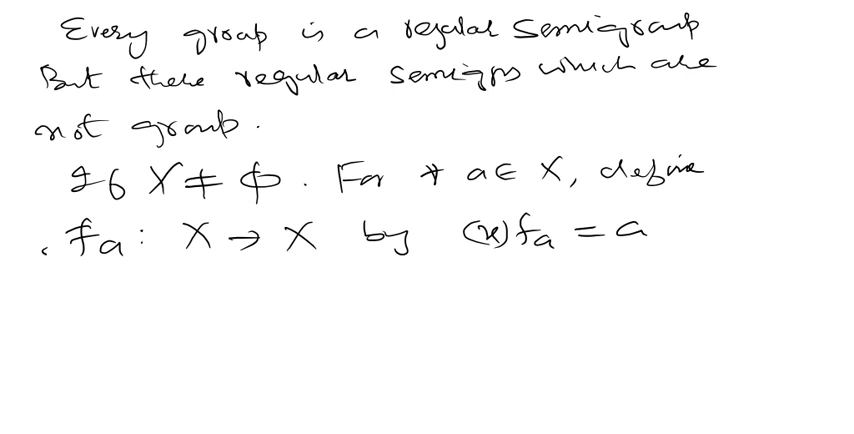 Every group is a regular semigroup
But there regular semigps which are
not group.
If X ≠ ϕ. For ∀ a ∈ X, define
fa : X → X by (x)fa = a